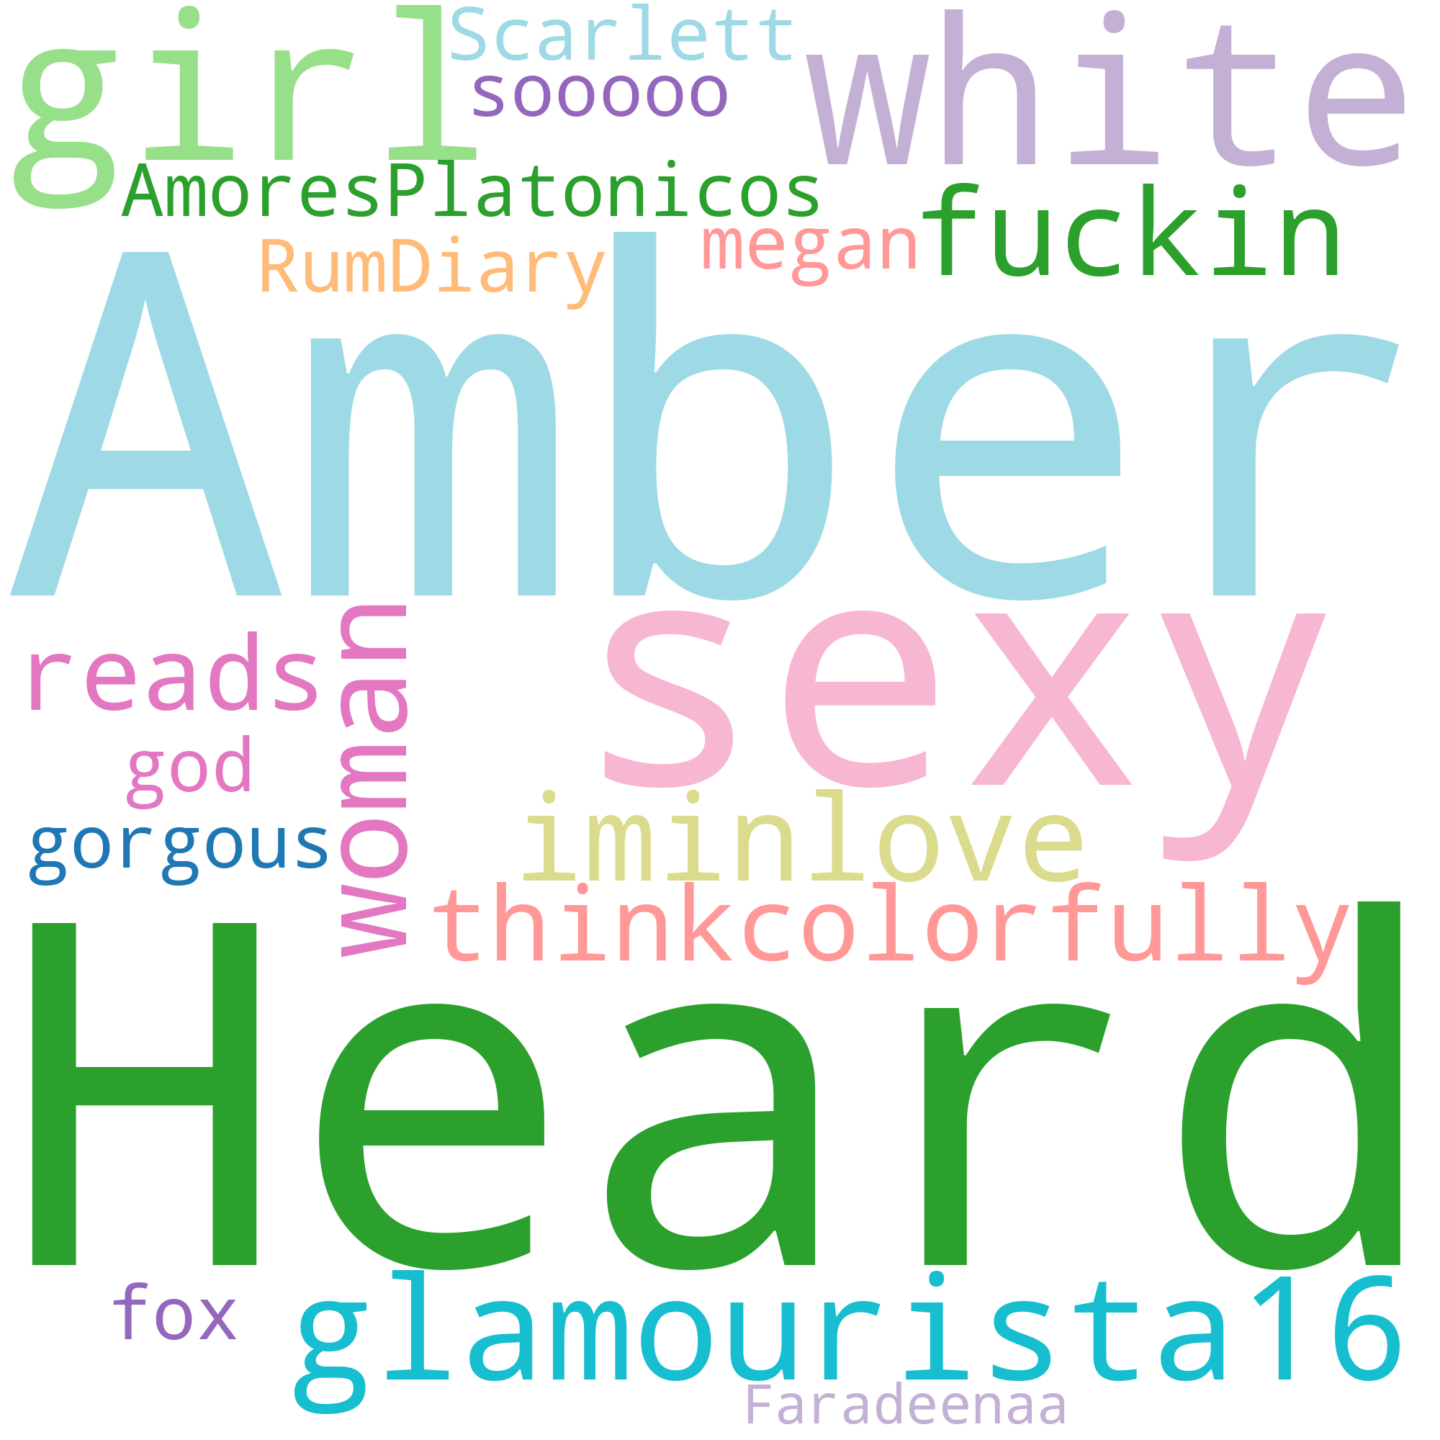 girl
Scarlett
white
sooooo
AmoresPlatonicos
fuckin
megan
RumDiary
Amber
sexy
reads
woman
god
iminlove
gorgous
thinkcolorfully
Heard
fox
glamourista16
Faradeenaa